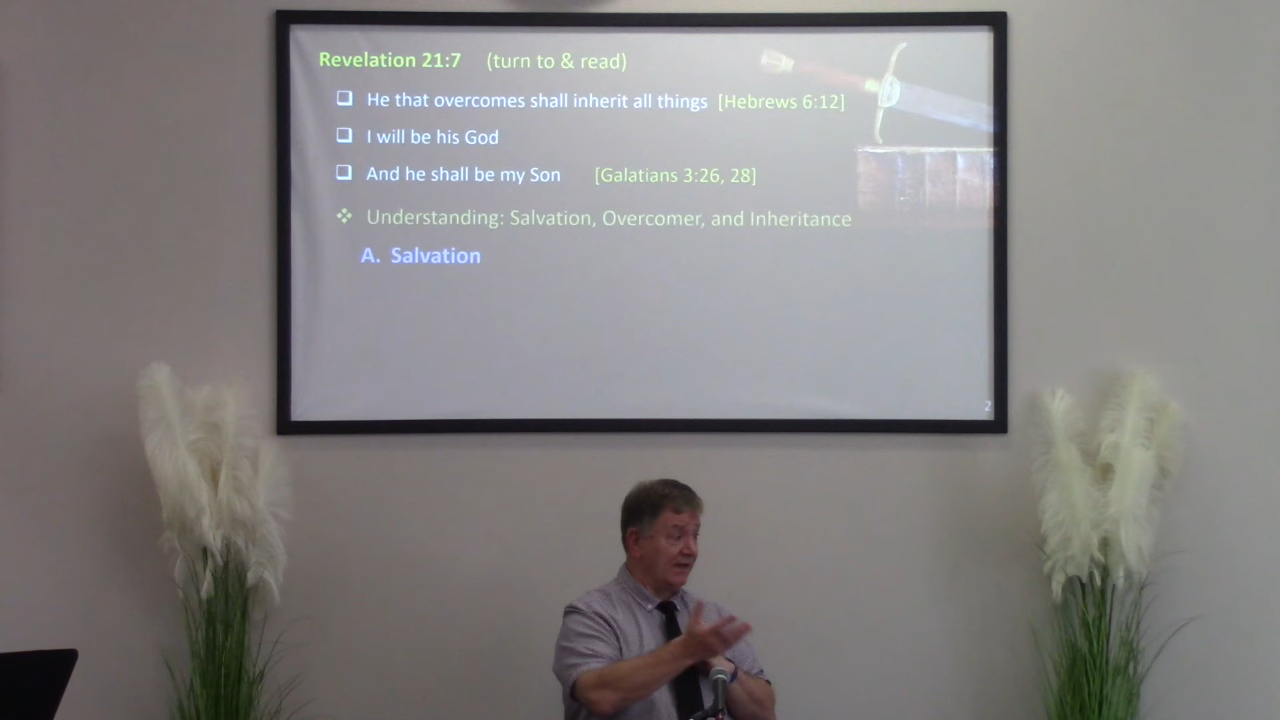 Revelation 21:7 (turn to & read)
He that overcomes shall inherit all things [Hebrews 6:12]
I will be his God
And he shall be my Son [Galatians 3:26, 28]
Understanding: Salvation, Overcomer, and Inheritance
A. Salvation
2